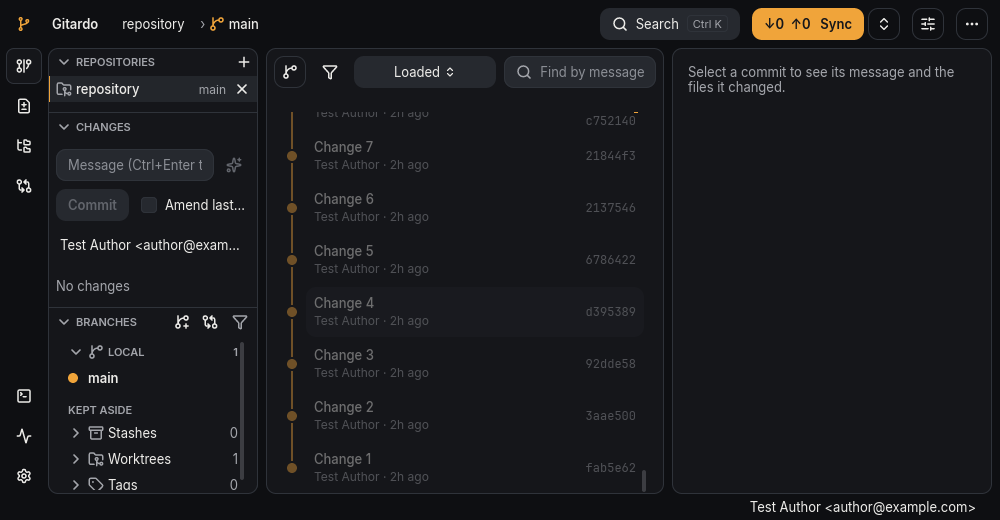 Gitardo
repository
main
Search Ctrl K
↓0 ↑0 Sync
REPOSITORIES
repository main
CHANGES
Message (Ctrl+Enter t
Commit
Amend last…
Test Author <author@exam…
No changes
BRANCHES
LOCAL 1
main
KEPT ASIDE
Stashes 0
Worktrees 1
Tags 0
Loaded
Find by message
Test Author · 2h ago c752140
Change 7
Test Author · 2h ago 21844f3
Change 6
Test Author · 2h ago 2137546
Change 5
Test Author · 2h ago 6786422
Change 4
Test Author · 2h ago d395389
Change 3
Test Author · 2h ago 92dde58
Change 2
Test Author · 2h ago 3aae500
Change 1
Test Author · 2h ago fab5e62
Select a commit to see its message and the
files it changed.
Test Author <author@example.com>